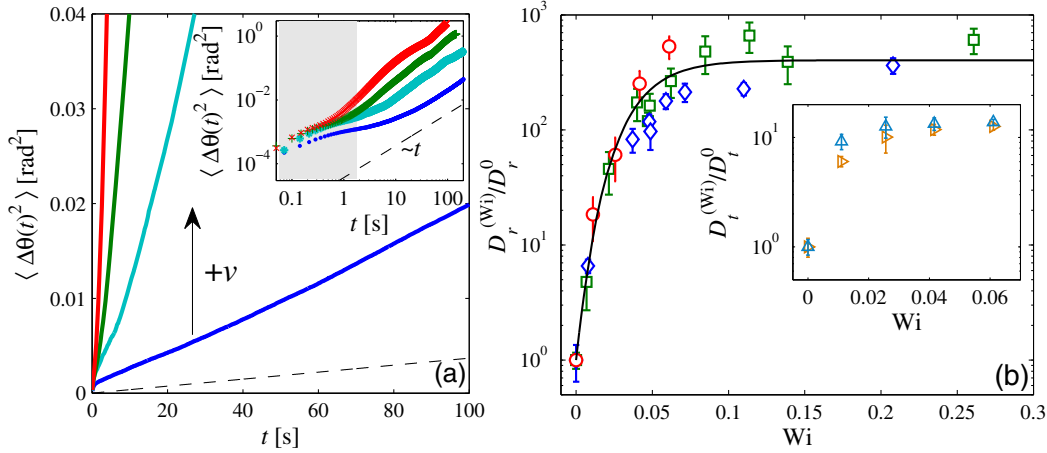 ⟨ Δθ(t)² ⟩ [rad²]
0.04
0.03
0.02
0.01
0
0
20
40
60
80
100
t [s]
+v
(a)
⟨ Δθ(t)² ⟩ [rad²]
10⁰
10⁻²
10⁻⁴
0.1
1
10
100
t [s]
~t
D_r^(Wi)/D_r^0
10³
10²
10¹
10⁰
0
0.05
0.1
0.15
0.2
0.25
0.3
Wi
(b)
D_t^(Wi)/D_t^0
10¹
10⁰
0
0.02
0.04
0.06
Wi